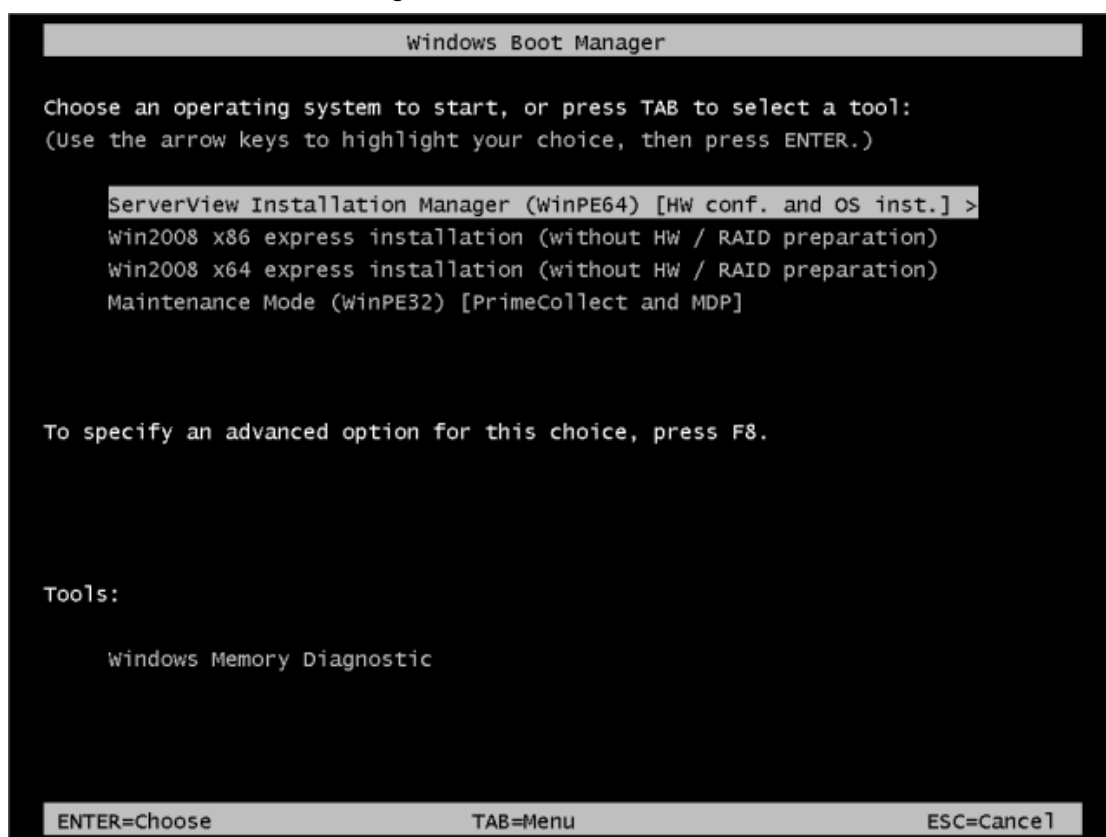 Windows Boot Manager
Choose an operating system to start, or press TAB to select a tool:
(Use the arrow keys to highlight your choice, then press ENTER.)
ServerView Installation Manager (WinPE64) [HW conf. and OS inst.] >
Win2008 x86 express installation (without HW / RAID preparation)
Win2008 x64 express installation (without HW / RAID preparation)
Maintenance Mode (WinPE32) [PrimeCollect and MDP]
To specify an advanced option for this choice, press F8.
Tools:
Windows Memory Diagnostic
ENTER=Choose TAB=Menu ESC=Cancel